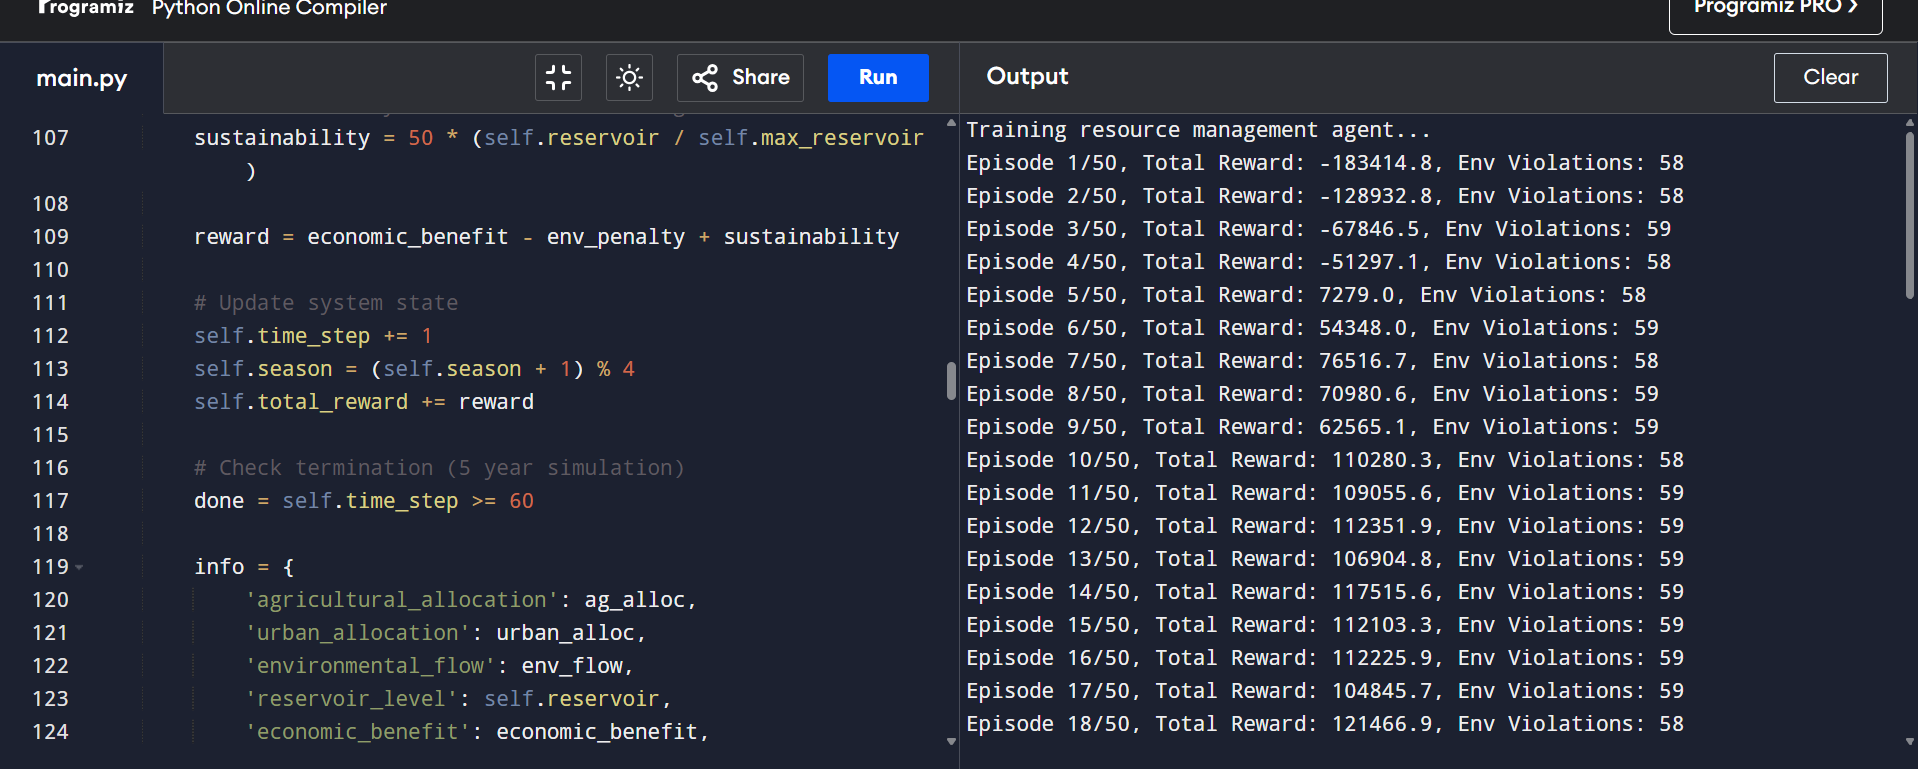 Programiz Python Online Compiler
Programiz PRO
main.py
Share
Run
107 sustainability = 50 * (self.reservoir / self.max_reservoir
)
108
109 reward = economic_benefit - env_penalty + sustainability
110
111 # Update system state
112 self.time_step += 1
113 self.season = (self.season + 1) % 4
114 self.total_reward += reward
115
116 # Check termination (5 year simulation)
117 done = self.time_step >= 60
118
119 info = {
120 'agricultural_allocation': ag_alloc,
121 'urban_allocation': urban_alloc,
122 'environmental_flow': env_flow,
123 'reservoir_level': self.reservoir,
124 'economic_benefit': economic_benefit,
Output
Clear
Training resource management agent...
Episode 1/50, Total Reward: -183414.8, Env Violations: 58
Episode 2/50, Total Reward: -128932.8, Env Violations: 58
Episode 3/50, Total Reward: -67846.5, Env Violations: 59
Episode 4/50, Total Reward: -51297.1, Env Violations: 58
Episode 5/50, Total Reward: 7279.0, Env Violations: 58
Episode 6/50, Total Reward: 54348.0, Env Violations: 59
Episode 7/50, Total Reward: 76516.7, Env Violations: 58
Episode 8/50, Total Reward: 70980.6, Env Violations: 59
Episode 9/50, Total Reward: 62565.1, Env Violations: 59
Episode 10/50, Total Reward: 110280.3, Env Violations: 58
Episode 11/50, Total Reward: 109055.6, Env Violations: 59
Episode 12/50, Total Reward: 112351.9, Env Violations: 59
Episode 13/50, Total Reward: 106904.8, Env Violations: 59
Episode 14/50, Total Reward: 117515.6, Env Violations: 59
Episode 15/50, Total Reward: 112103.3, Env Violations: 59
Episode 16/50, Total Reward: 112225.9, Env Violations: 59
Episode 17/50, Total Reward: 104845.7, Env Violations: 59
Episode 18/50, Total Reward: 121466.9, Env Violations: 58